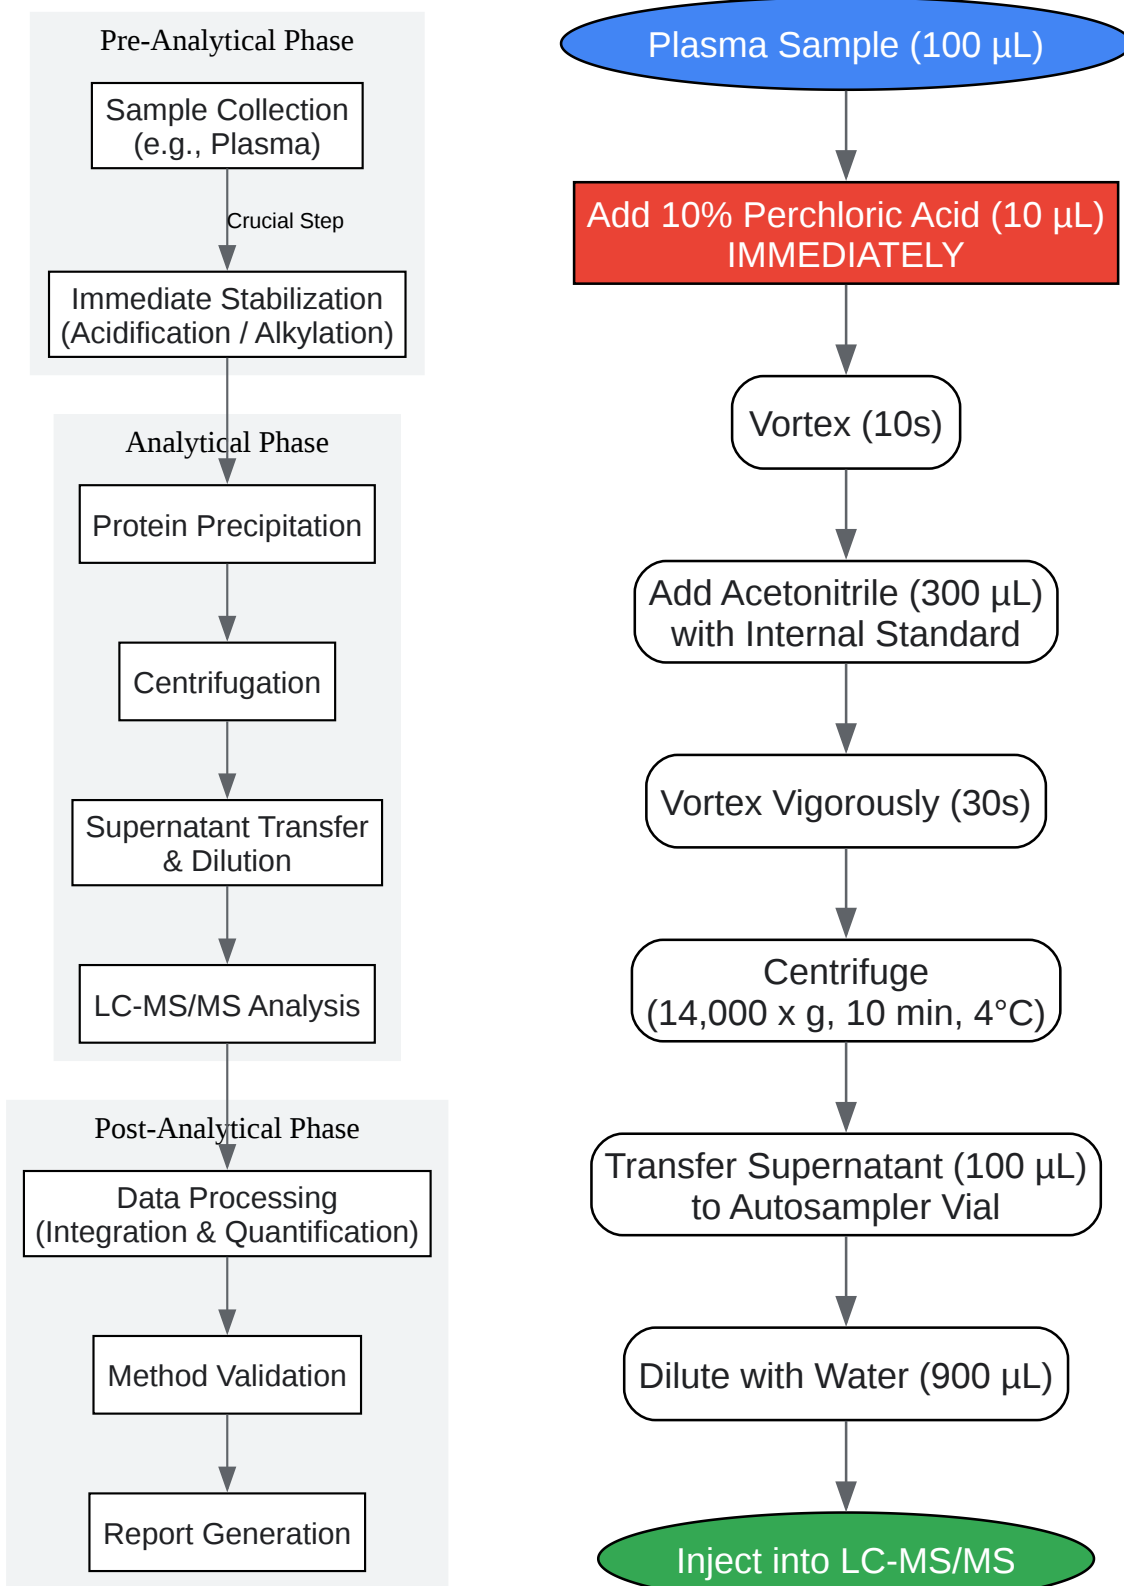 Pre-Analytical Phase
Sample Collection
(e.g., Plasma)
Crucial Step
Immediate Stabilization
(Acidification / Alkylation)
Analytical Phase
Protein Precipitation
Centrifugation
Supernatant Transfer
& Dilution
LC-MS/MS Analysis
Post-Analytical Phase
Data Processing
(Integration & Quantification)
Method Validation
Report Generation
Plasma Sample (100 µL)
Add 10% Perchloric Acid (10 µL)
IMMEDIATELY
Vortex (10s)
Add Acetonitrile (300 µL)
with Internal Standard
Vortex Vigorously (30s)
Centrifuge
(14,000 x g, 10 min, 4°C)
Transfer Supernatant (100 µL)
to Autosampler Vial
Dilute with Water (900 µL)
Inject into LC-MS/MS